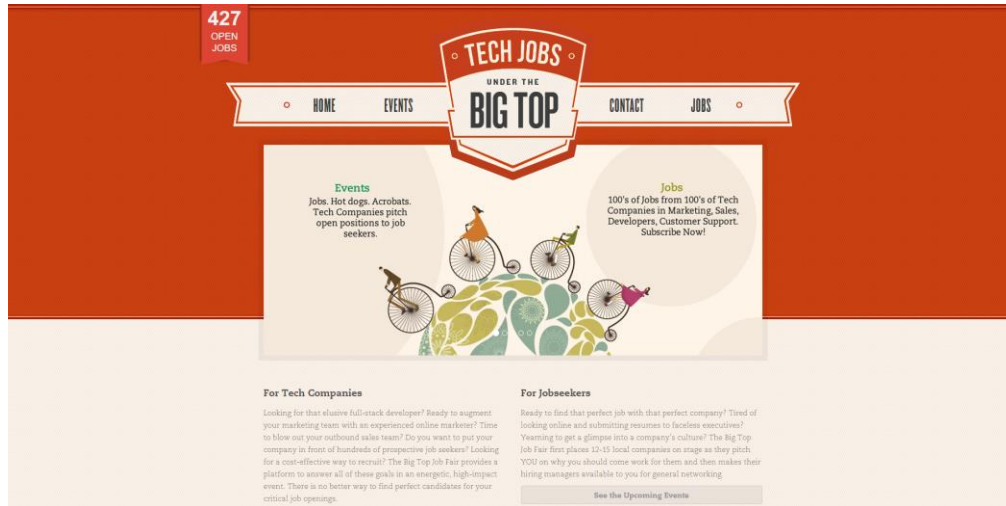 427
OPEN
JOBS
TECH JOBS
UNDER THE
BIG TOP
HOME
EVENTS
CONTACT
JOBS
Events
Jobs. Hot dogs. Acrobats.
Tech Companies pitch
open positions to job
seekers.
Jobs
100's of Jobs from 100's of Tech
Companies in Marketing, Sales,
Developers, Customer Support.
Subscribe Now!
For Tech Companies
Looking for that elusive full-stack developer? Ready to augment
your marketing team with an experienced online marketer? Time
to blow out your outbound sales team? Do you want to put your
company in front of hundreds of prospective job seekers? Looking
for a cost-effective way to recruit? The Big Top Job Fair provides a
platform to answer all of these goals in an energetic, high-impact
event. There is no better way to find perfect candidates for your
critical job openings.
For Jobseekers
Ready to find that perfect job with that perfect company? Tired of
looking online and submitting resumes to faceless executives?
Yearning to get a glimpse into a company's culture? The Big Top
Job Fair first places 12-15 local companies on stage as they pitch
YOU on why you should come work for them and then makes their
hiring managers available to you for general networking
See the Upcoming Events